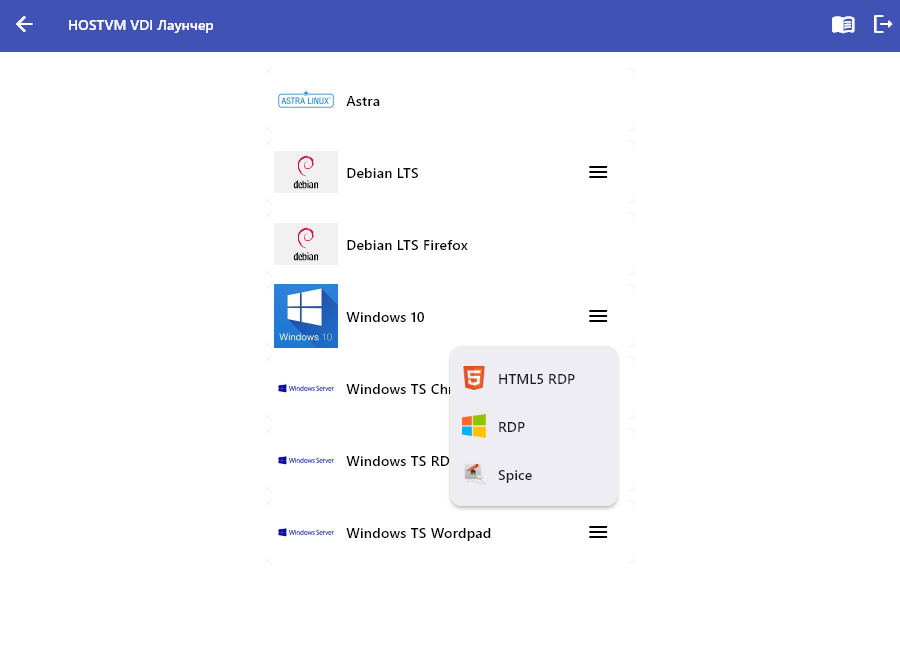 HOSTVM VDI Лаунчер
ASTRA LINUX
Astra
debian
Debian LTS
debian
Debian LTS Firefox
Windows 10
Windows 10
HTML5 RDP
Windows Server
Windows TS Chr
RDP
Windows Server
Windows TS RD
Spice
Windows Server
Windows TS Wordpad